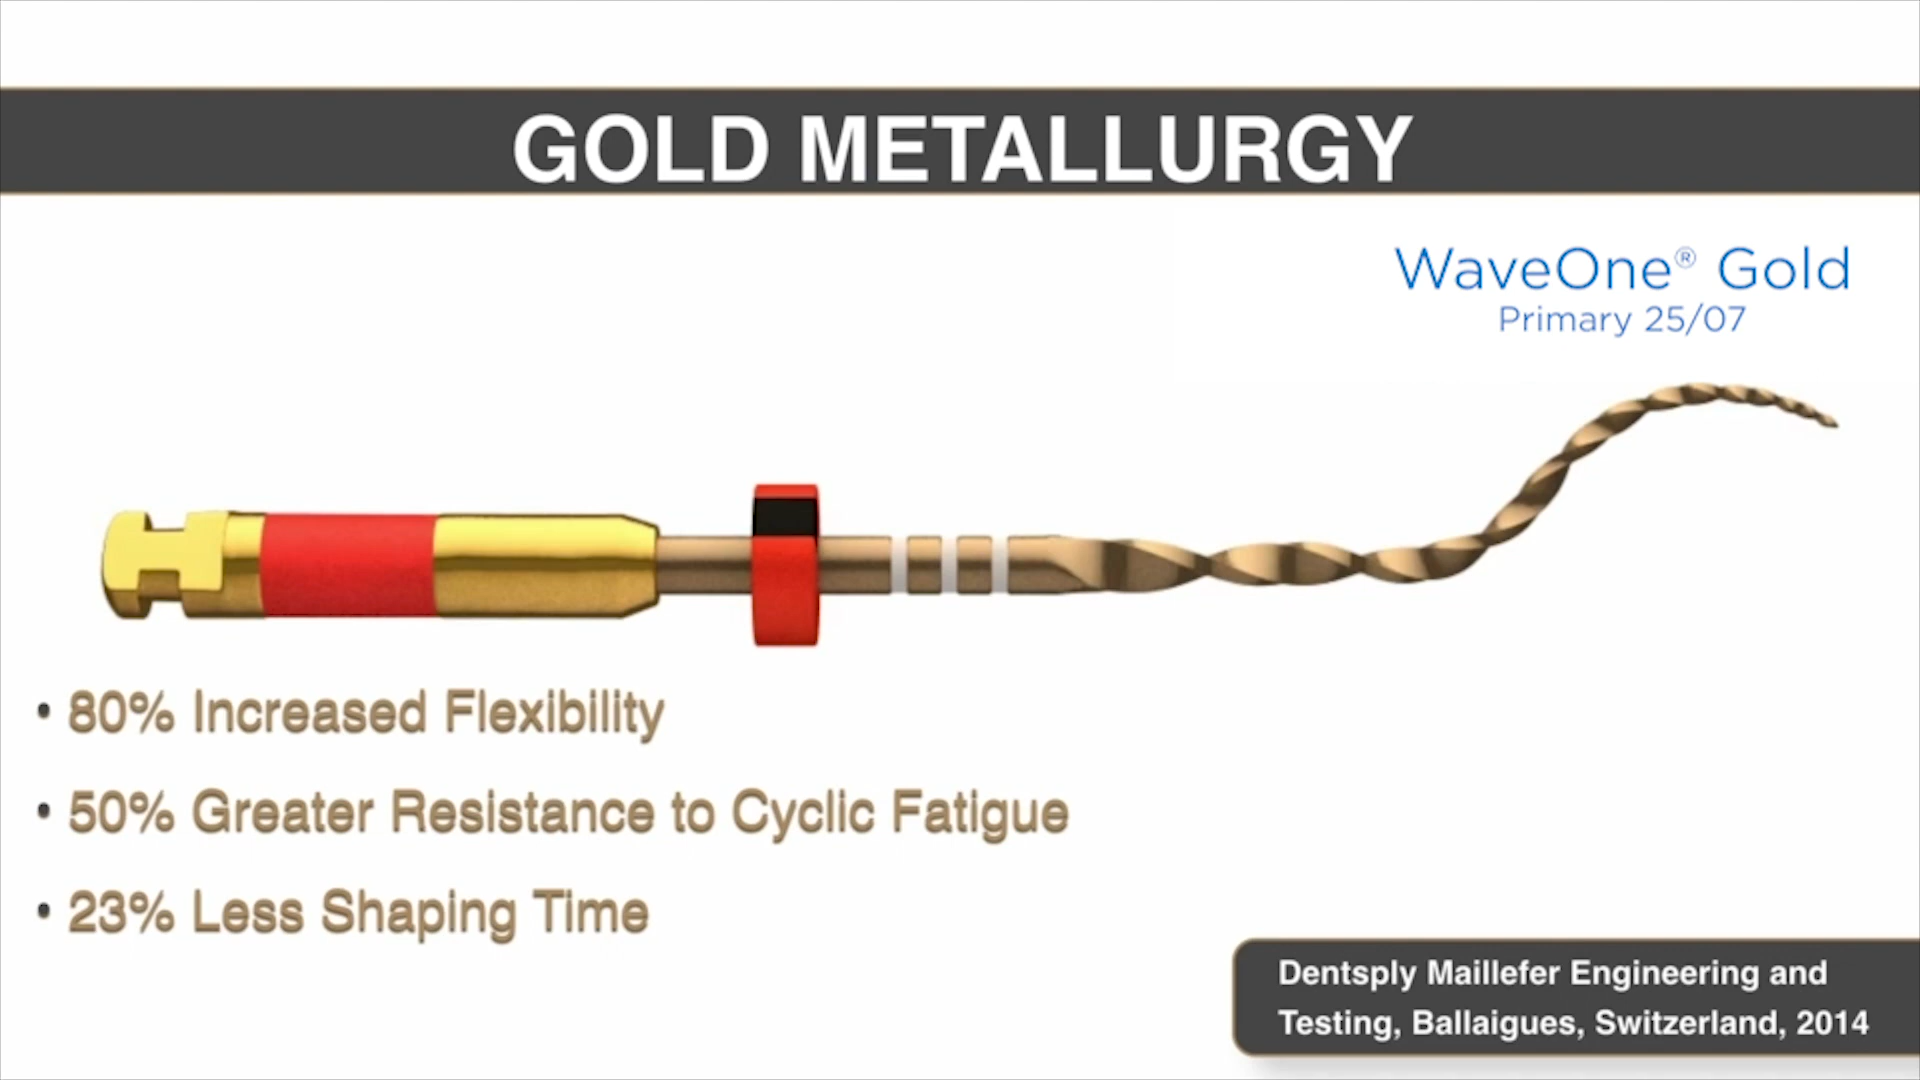 GOLD METALLURGY
WaveOne® Gold
Primary 25/07
• 80% Increased Flexibility
• 50% Greater Resistance to Cyclic Fatigue
• 23% Less Shaping Time
Dentsply Maillefer Engineering and
Testing, Ballaigues, Switzerland, 2014